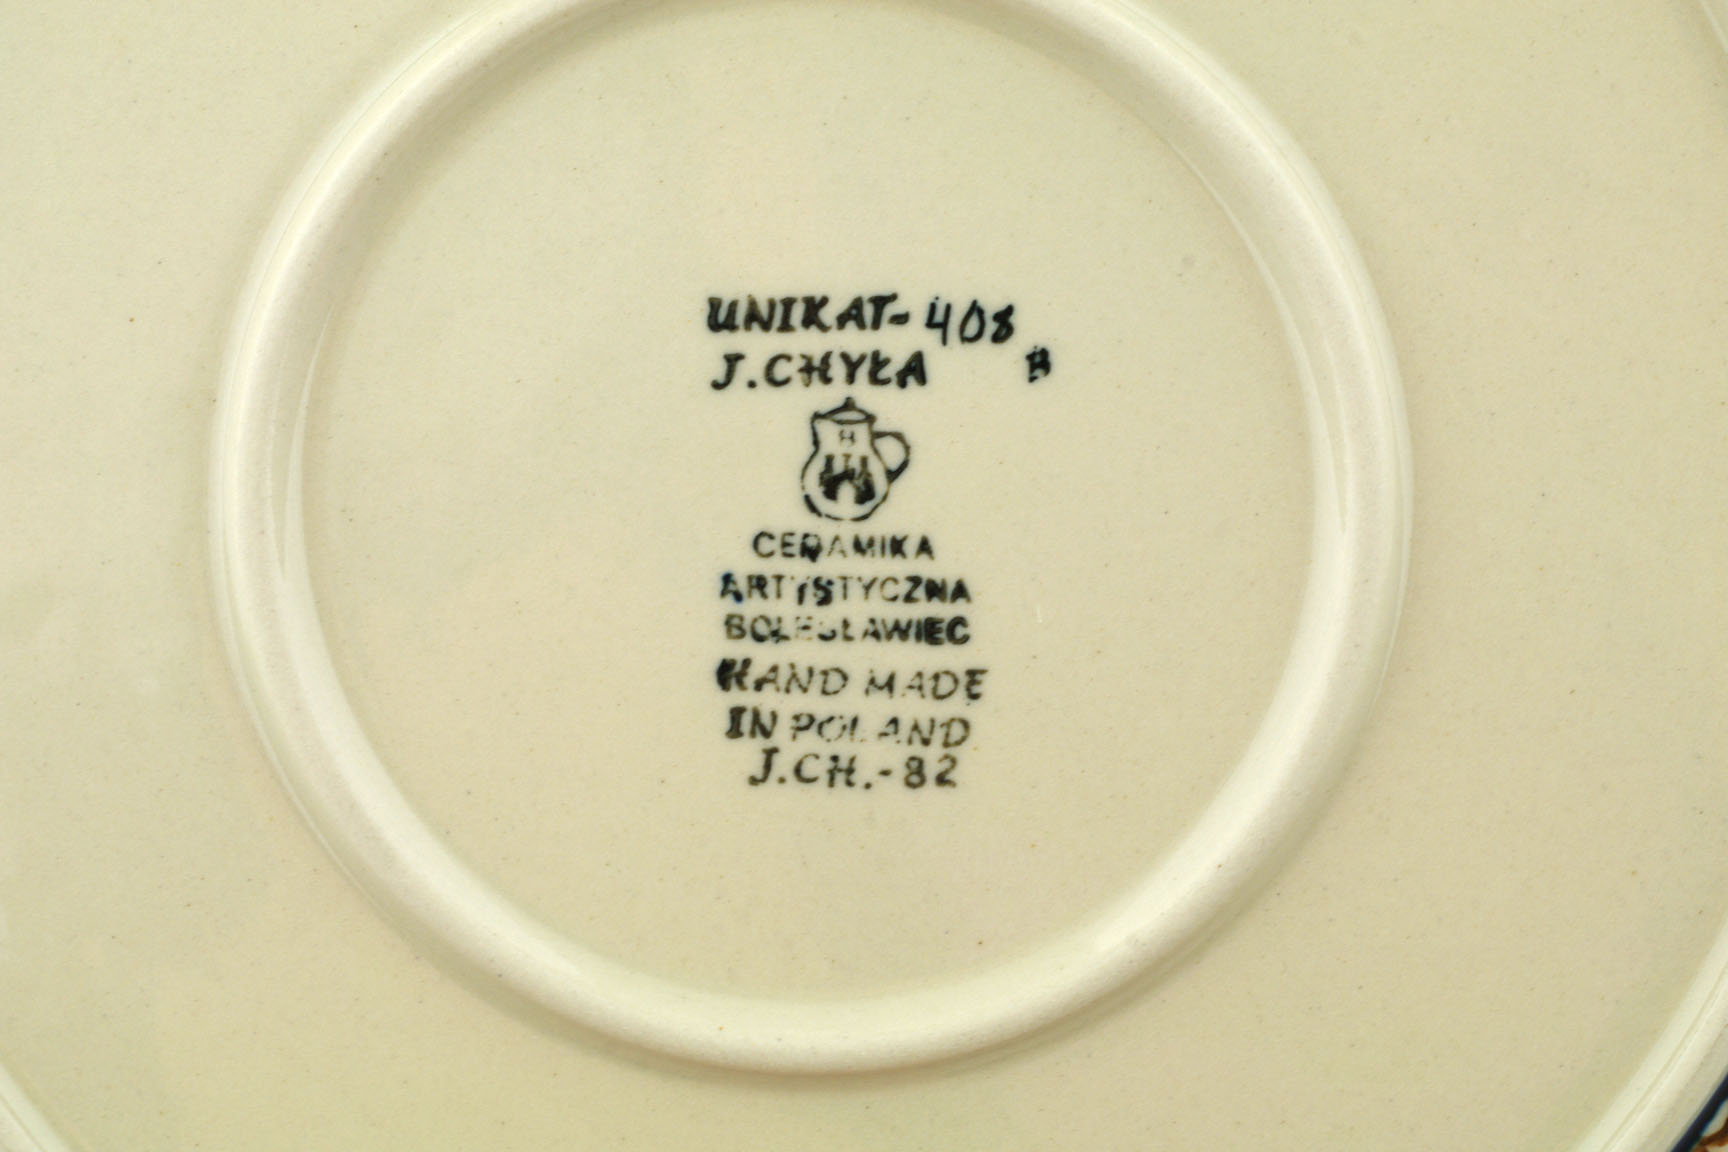 UNIKAT-408
J.CHYŁA B
CERAMIKA
ARTYSTYCZNA
BOLESŁAWIEC
HAND MADE
IN POLAND
J.CH.-82